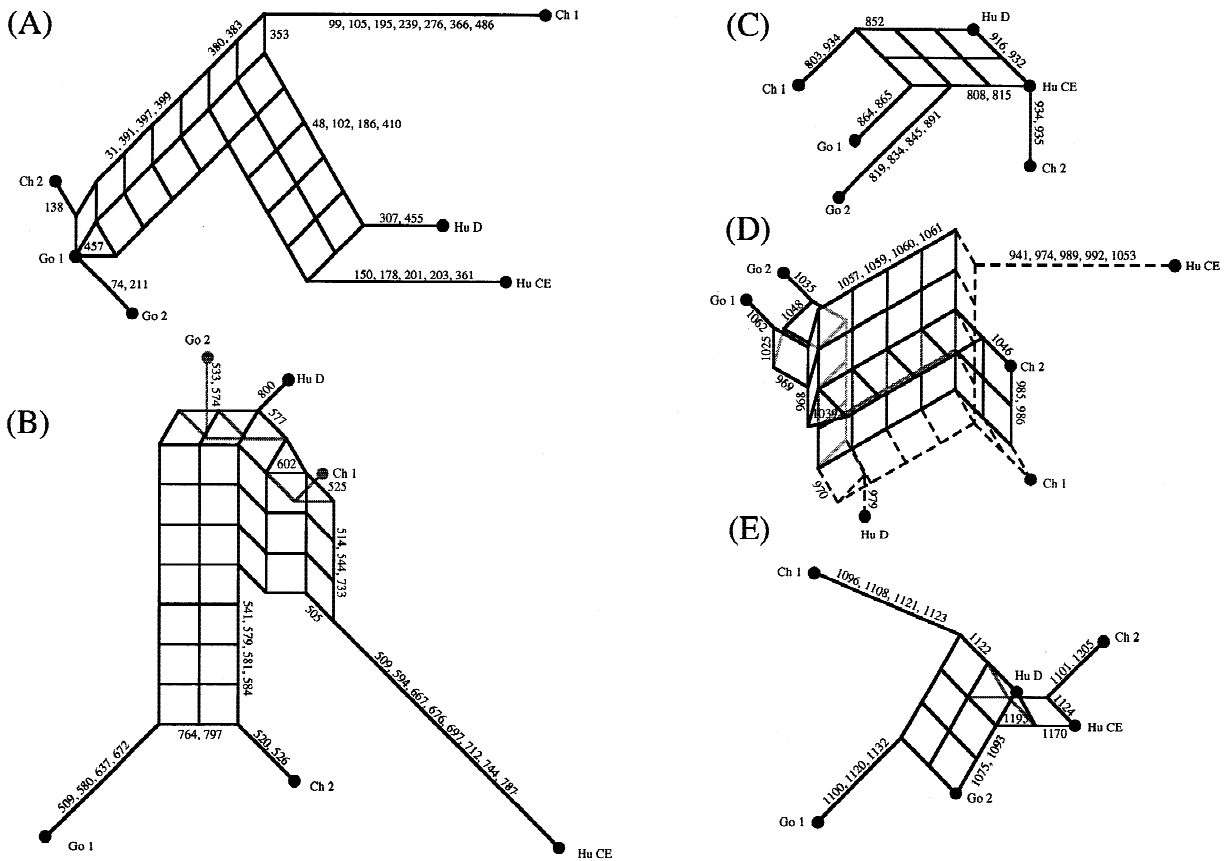 (A)
99, 105, 195, 239, 276, 366, 486
Ch 1
380, 383
353
31, 391, 397, 399
48, 102, 186, 410
Ch 2
138
457
Go 1
74, 211
Go 2
307, 455
Hu D
150, 178, 201, 203, 361
Hu CE
(B)
Go 2
533, 574
800
Hu D
577
602
Ch 1
525
514, 544, 733
505
541, 579, 581, 584
764, 797
509, 580, 637, 672
Go 1
520, 526
Ch 2
509, 594, 667, 676, 697, 712, 744, 787
Hu CE
(C)
852
Hu D
803, 934
916, 932
Ch 1
Hu CE
808, 815
864, 865
934, 935
Go 1
819, 834, 845, 891
Ch 2
Go 2
(D)
1057, 1059, 1060, 1061
941, 974, 989, 992, 1053
Hu CE
Go 2
1035
Go 1
1048
1062
1025
969
968
1039
1046
Ch 2
985, 986
970
979
Ch 1
Hu D
(E)
Ch 1
1096, 1108, 1121, 1123
1122
Hu D
1101, 1205
Ch 2
1124
1195
1170
Hu CE
1075, 1093
1100, 1120, 1132
Go 2
Go 1